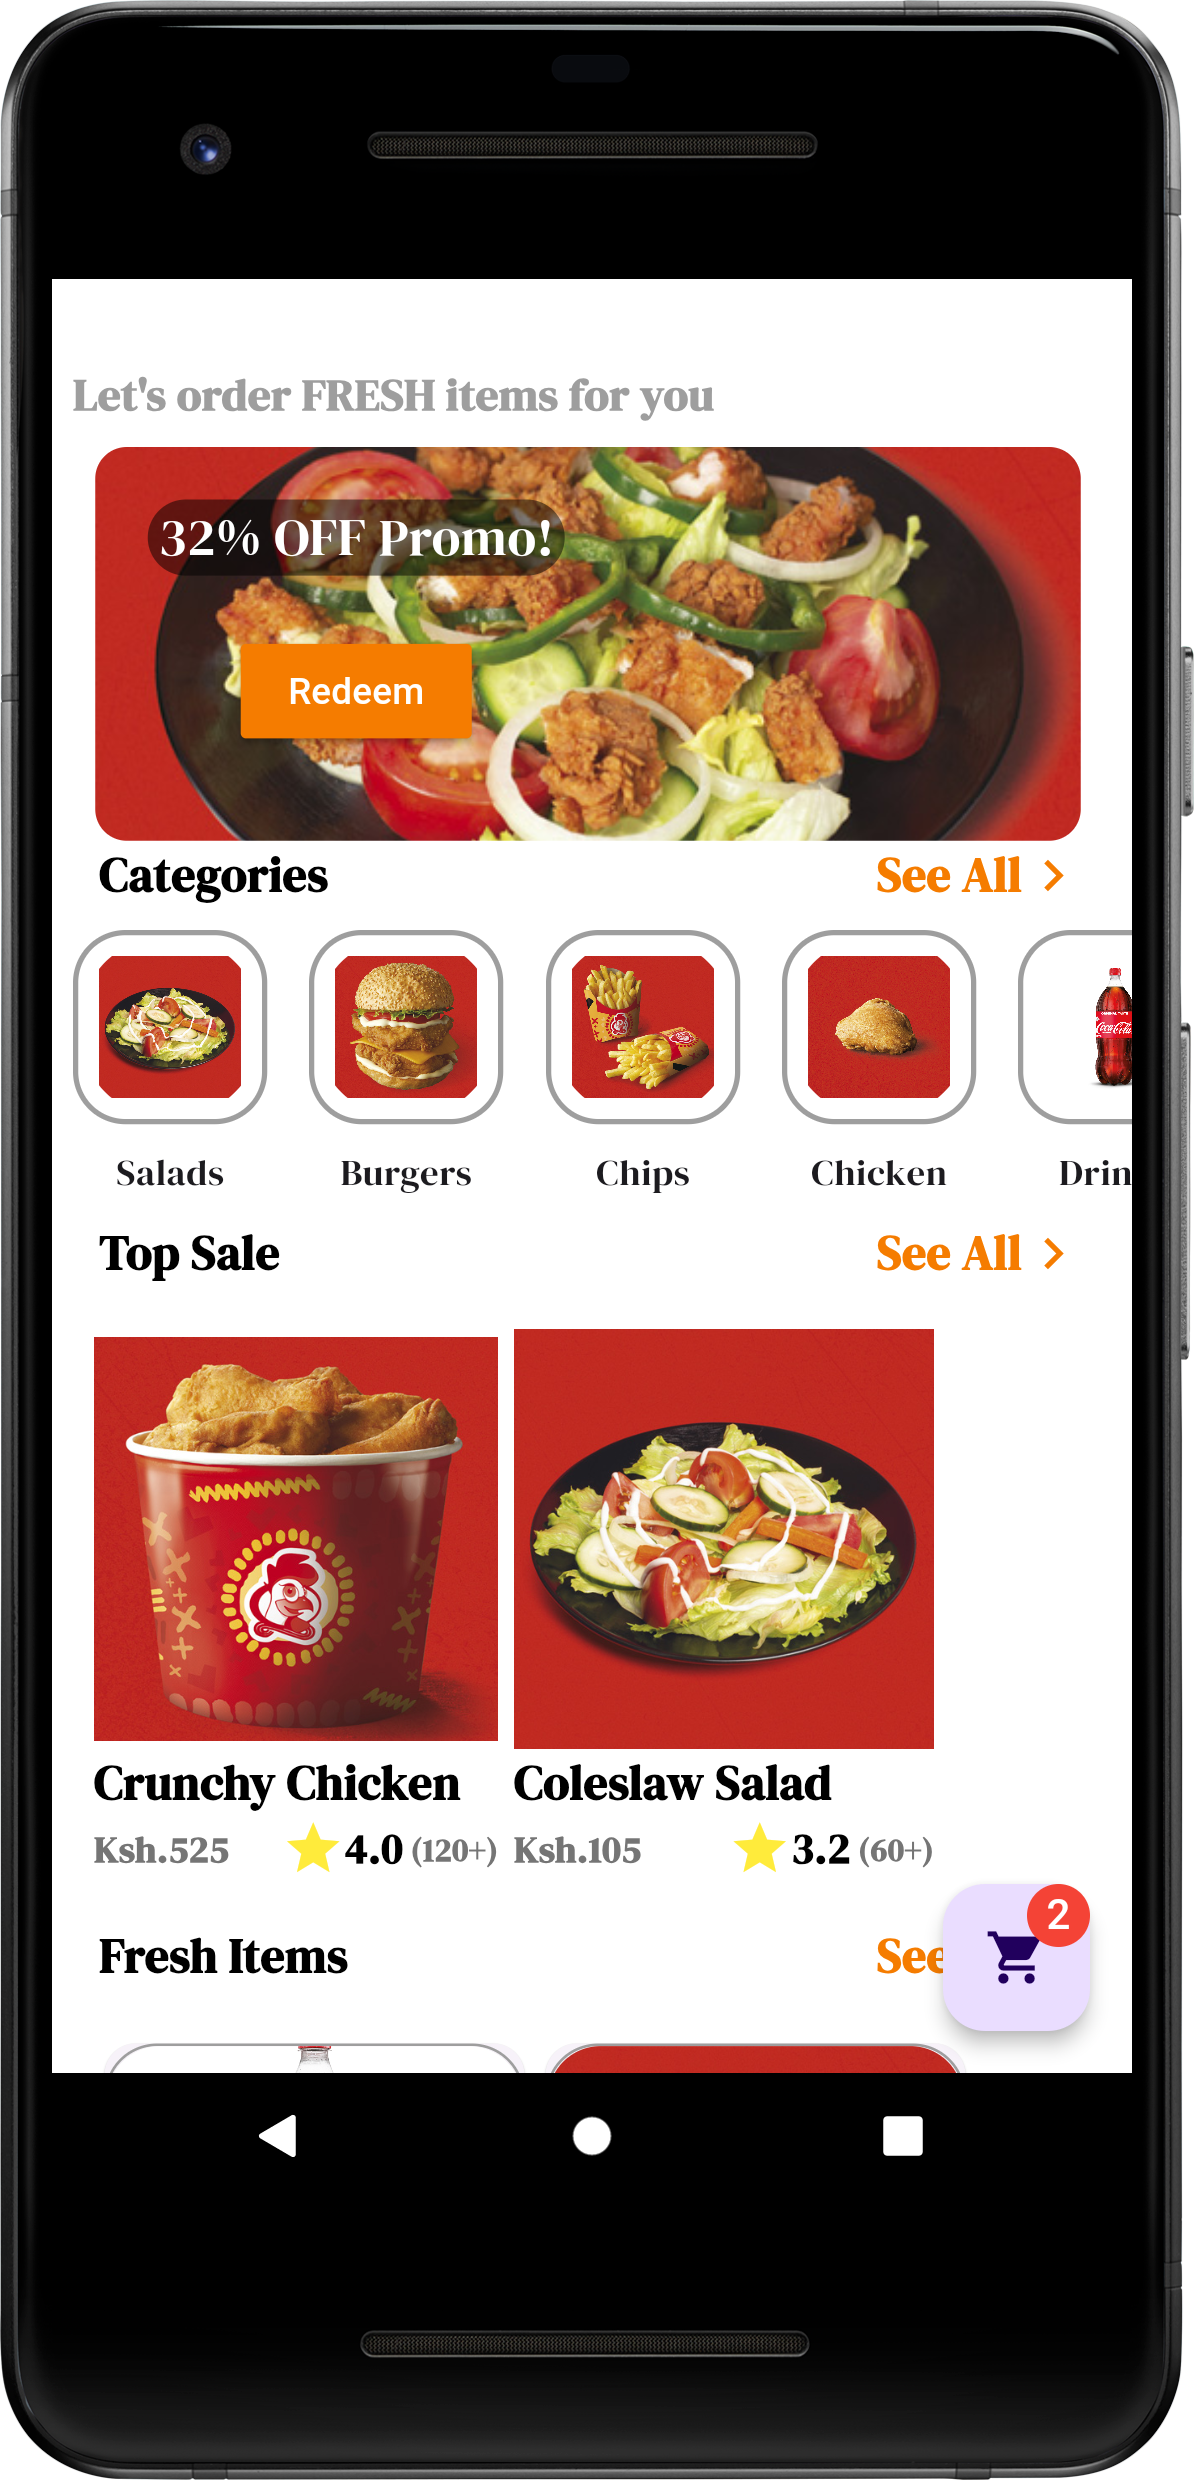 Let's order FRESH items for you
32% OFF Promo!
Redeem
Categories
See All
Salads
Burgers
Chips
Chicken
Drin
Top Sale
See All
Crunchy Chicken
Ksh.525
4.0 (120+)
Coleslaw Salad
Ksh.105
3.2 (60+)
Fresh Items
See
2
Coca-Cola